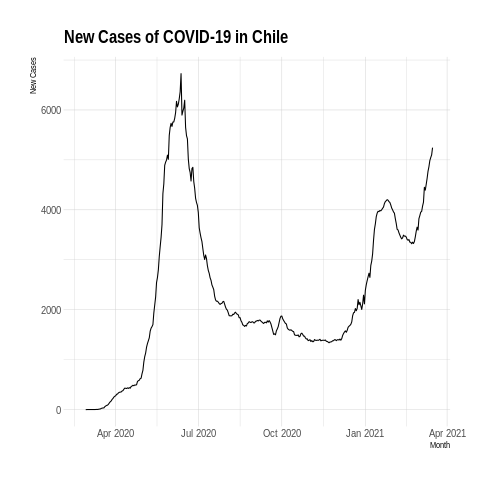 New Cases of COVID-19 in Chile
New Cases
6000
4000
2000
0
Apr 2020 Jul 2020 Oct 2020 Jan 2021 Apr 2021
Month